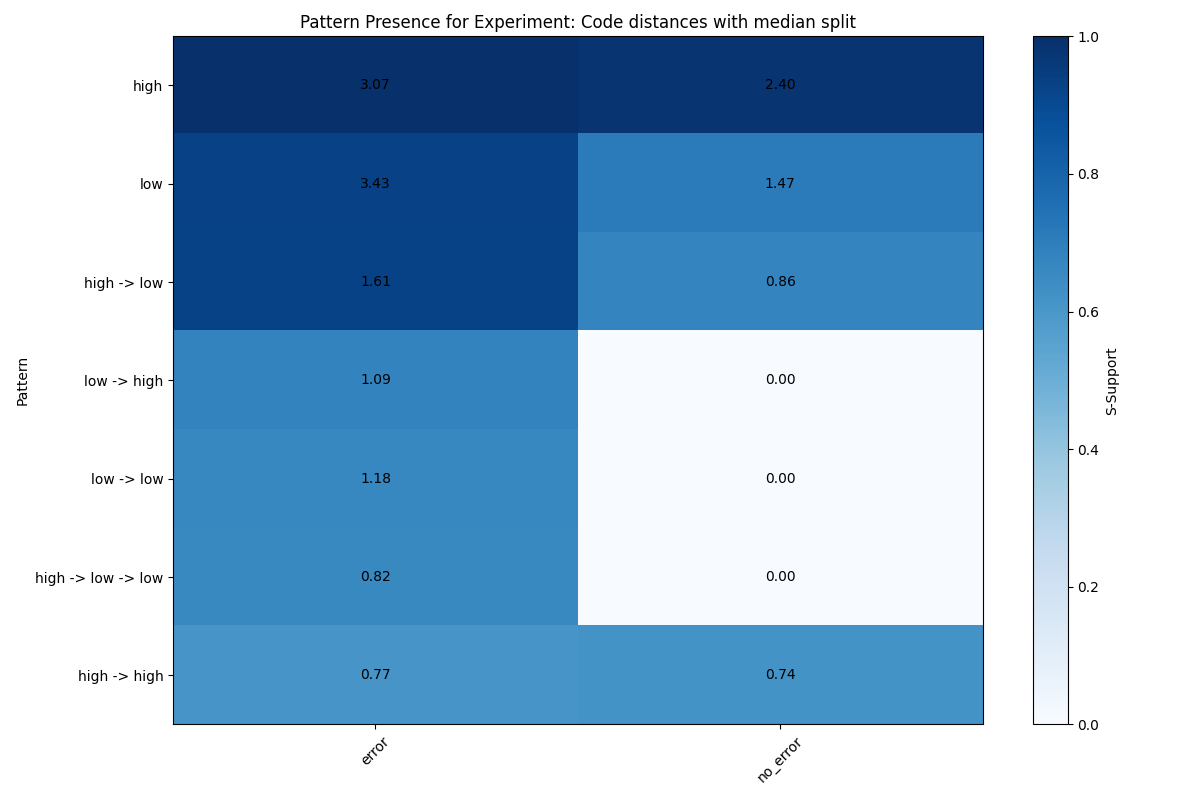 Pattern Presence for Experiment: Code distances with median split
Pattern
high 3.07 2.40
low 3.43 1.47
high -> low 1.61 0.86
low -> high 1.09 0.00
low -> low 1.18 0.00
high -> low -> low 0.82 0.00
high -> high 0.77 0.74
error no_error
1.0
0.8
0.6
0.4
0.2
0.0
S-Support